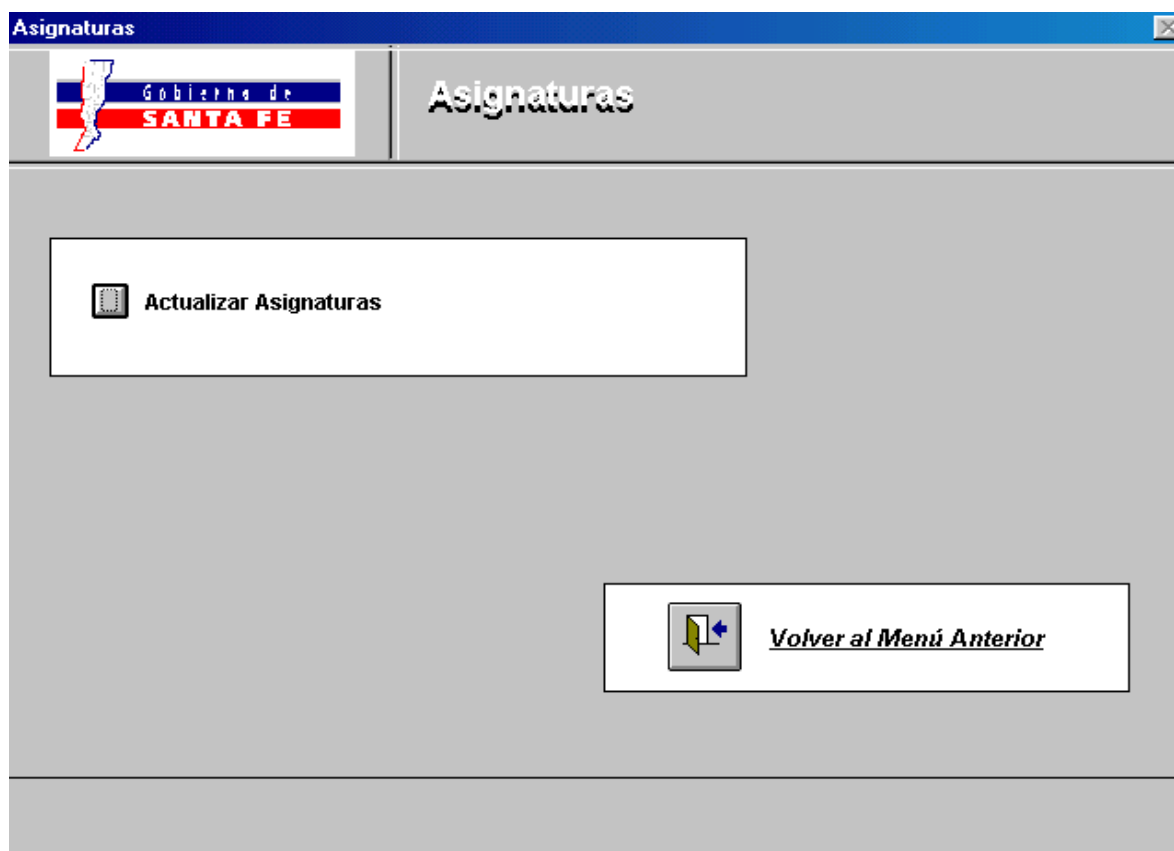 Asignaturas
Gobierno de
SANTA FE
Asignaturas
Actualizar Asignaturas
Volver al Menú Anterior